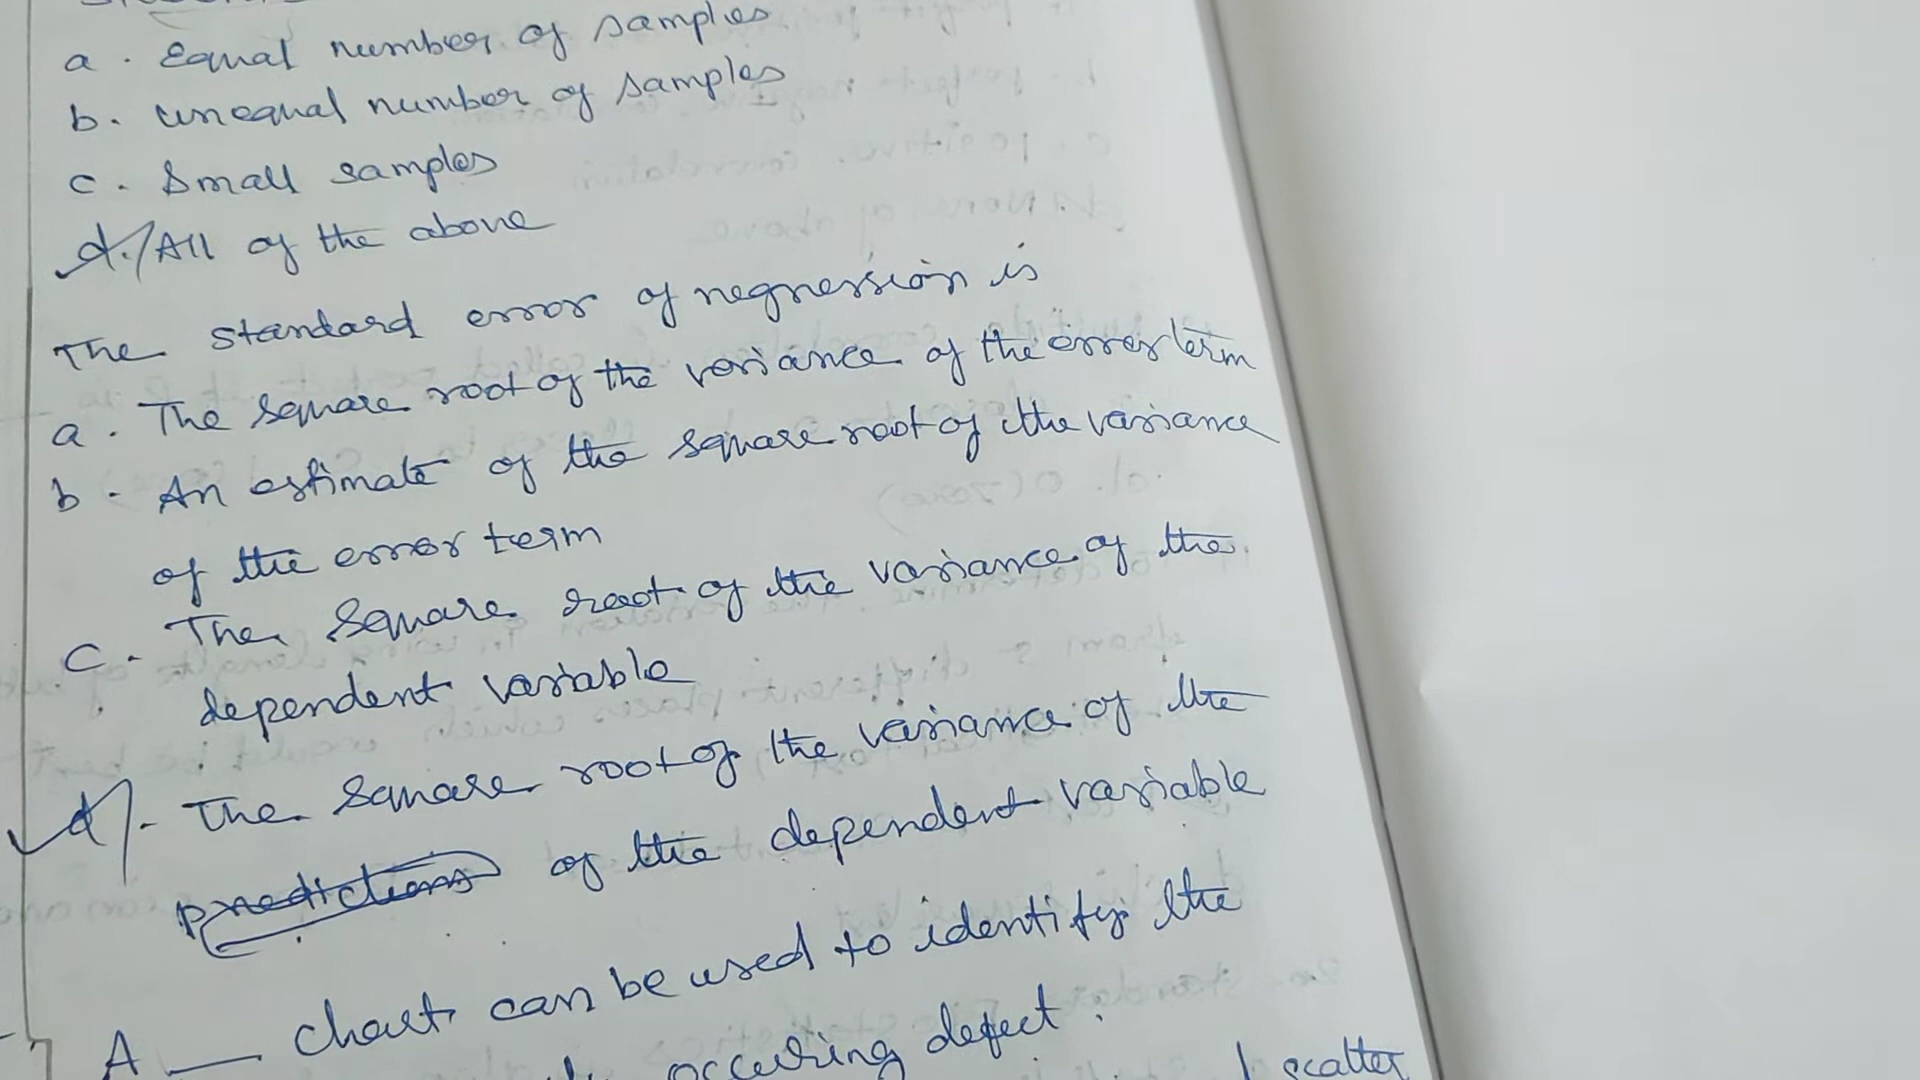 a. Equal number of samples
b. unequal number of samples
c. Small samples
d. All of the above
The standard error of regression is
a. The square root of the variance of the error term
b. An estimate of the square root of the variance
of the error term
c. The square root of the variance of the
dependent variable
d. The square root of the variance of the
predictions of the dependent variable
A __ chart can be used to identify the
occuring defect.
scatter